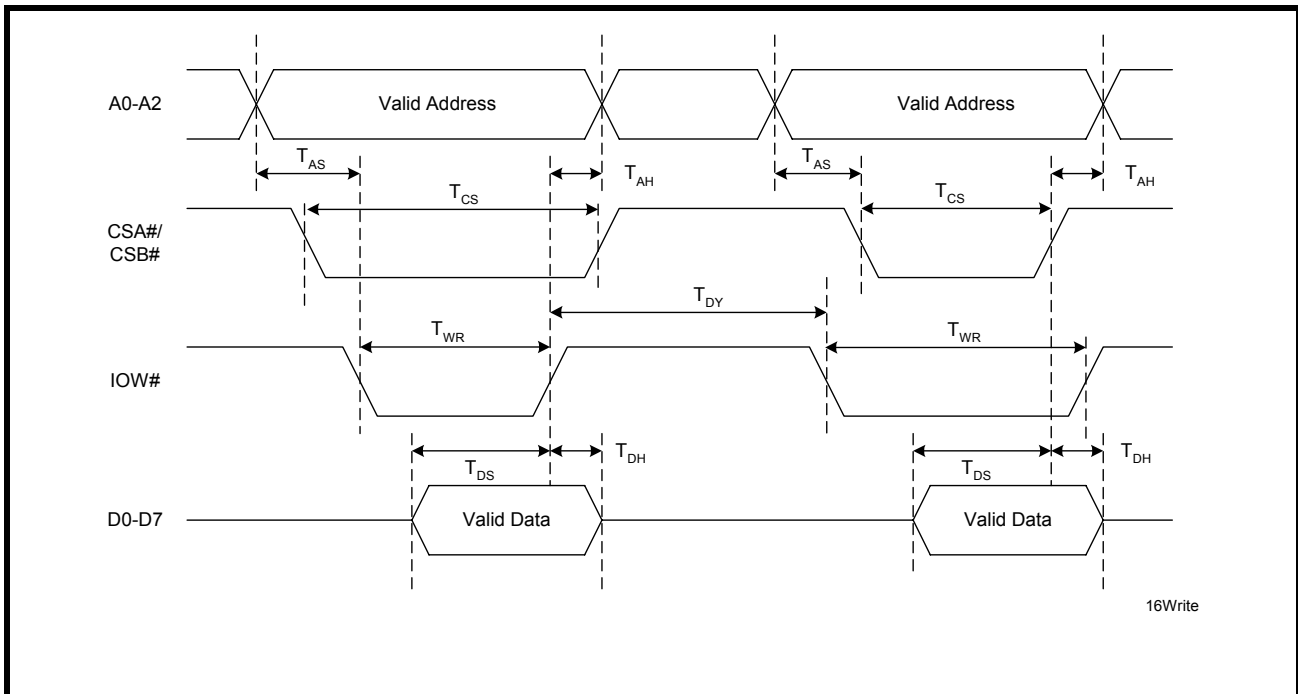 A0-A2
Valid Address
Valid Address
TAS
TAH
TAS
TAH
TCS
TCS
CSA#/
CSB#
TDY
TWR
TWR
IOW#
TDH
TDH
TDS
TDS
D0-D7
Valid Data
Valid Data
16Write